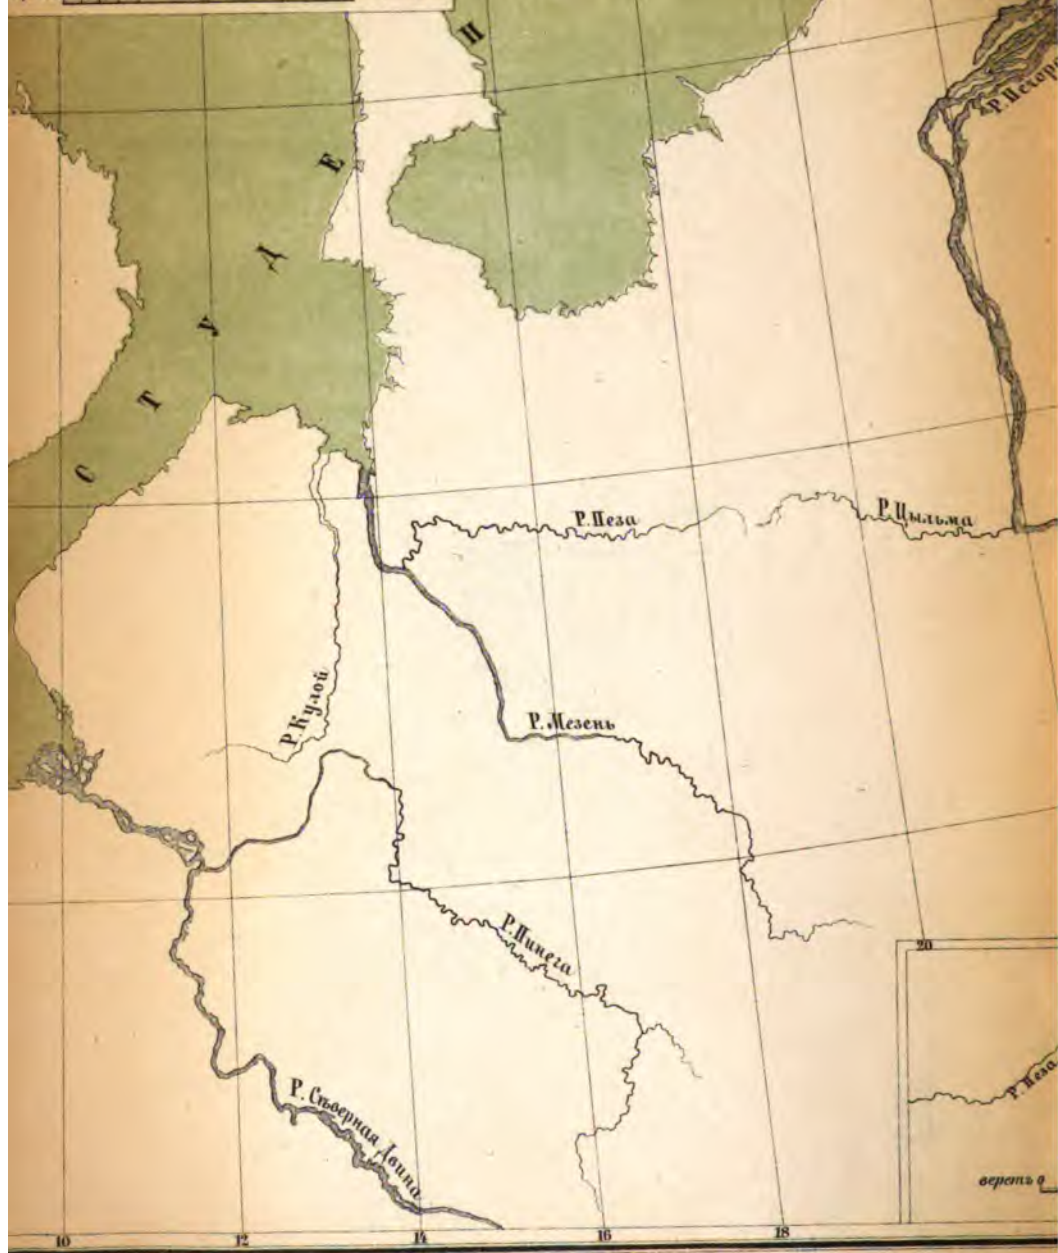 Н
Р. Печора
С Т У Д Е
Р. Пеза
Р. Цыльма
Р. Кулой
Р. Мезень
Р. Пинега
20
Р. Сѣверная Двина
Р. Пеза
верстъ 0
10 12 14 16 18